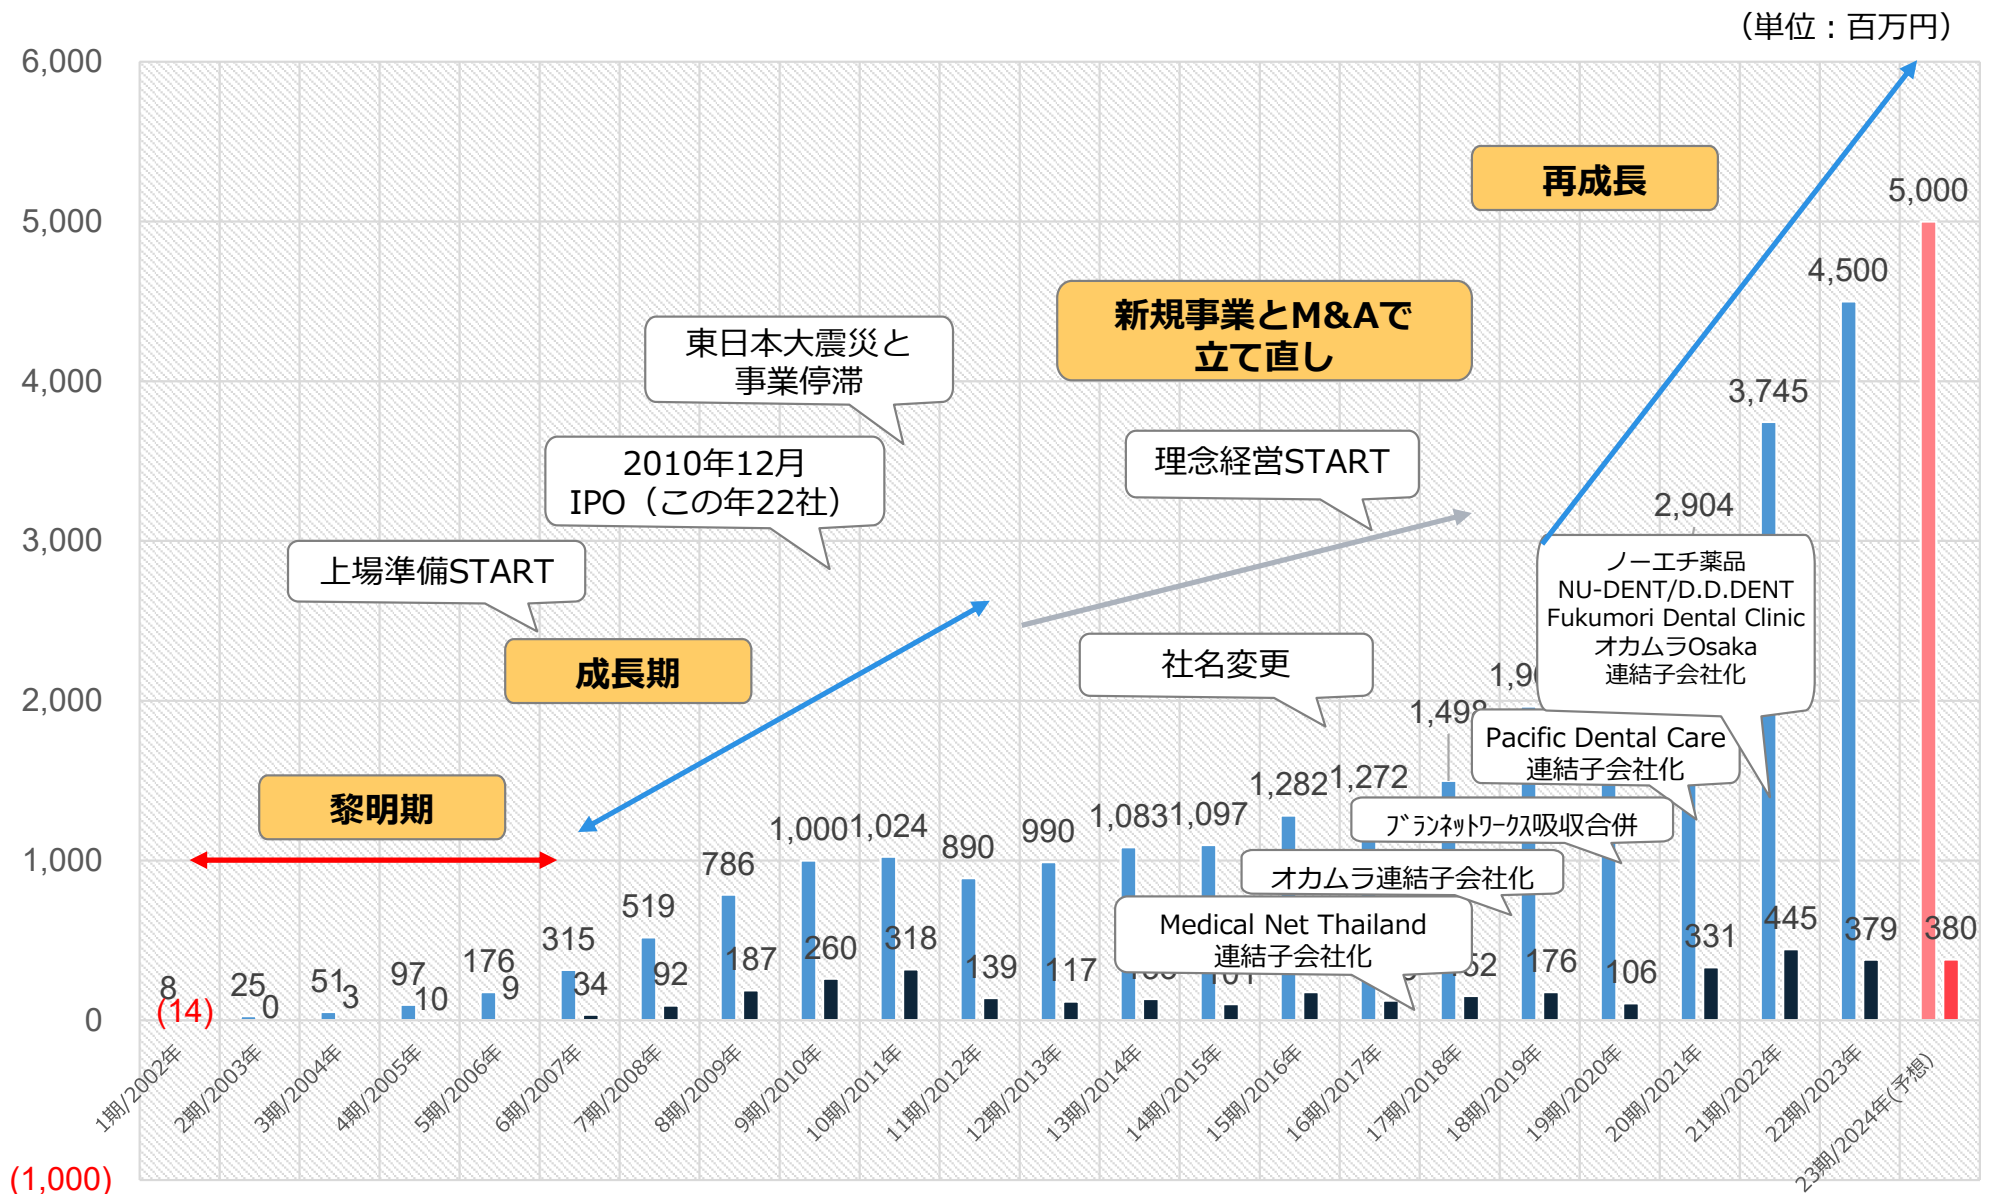 （単位：百万円）
6,000
5,000
4,000
3,000
2,000
1,000
0
(1,000)
再成長
新規事業とM&Aで
立て直し
東日本大震災と
事業停滞
2010年12月
IPO（この年22社）
上場準備START
成長期
黎明期
理念経営START
社名変更
ノーエチ薬品
NU-DENT/D.D.DENT
Fukumori Dental Clinic
オカムラOsaka
連結子会社化
Pacific Dental Care
連結子会社化
ﾌﾞﾗﾝﾈｯﾄﾜｰｸｽ吸収合併
オカムラ連結子会社化
Medical Net Thailand
連結子会社化
8
25
51
97
176
315
519
786
1,000
1,024
890
990
1,083
1,097
1,282
1,272
1,498
2,904
3,745
4,500
5,000
(14)
0
3
10
9
34
92
187
260
318
139
117
176
106
331
445
379
380
1期/2002年
2期/2003年
3期/2004年
4期/2005年
5期/2006年
6期/2007年
7期/2008年
8期/2009年
9期/2010年
10期/2011年
11期/2012年
12期/2013年
13期/2014年
14期/2015年
15期/2016年
16期/2017年
17期/2018年
18期/2019年
19期/2020年
20期/2021年
21期/2022年
22期/2023年
23期/2024年(予想)